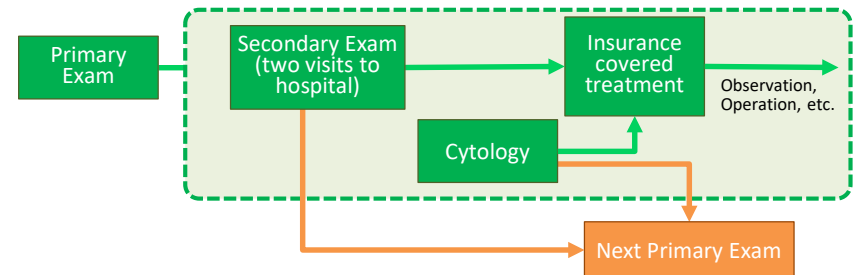 Primary
Exam
Secondary Exam
(two visits to
hospital)
Insurance
covered
treatment
Observation,
Operation, etc.
Cytology
Next Primary Exam